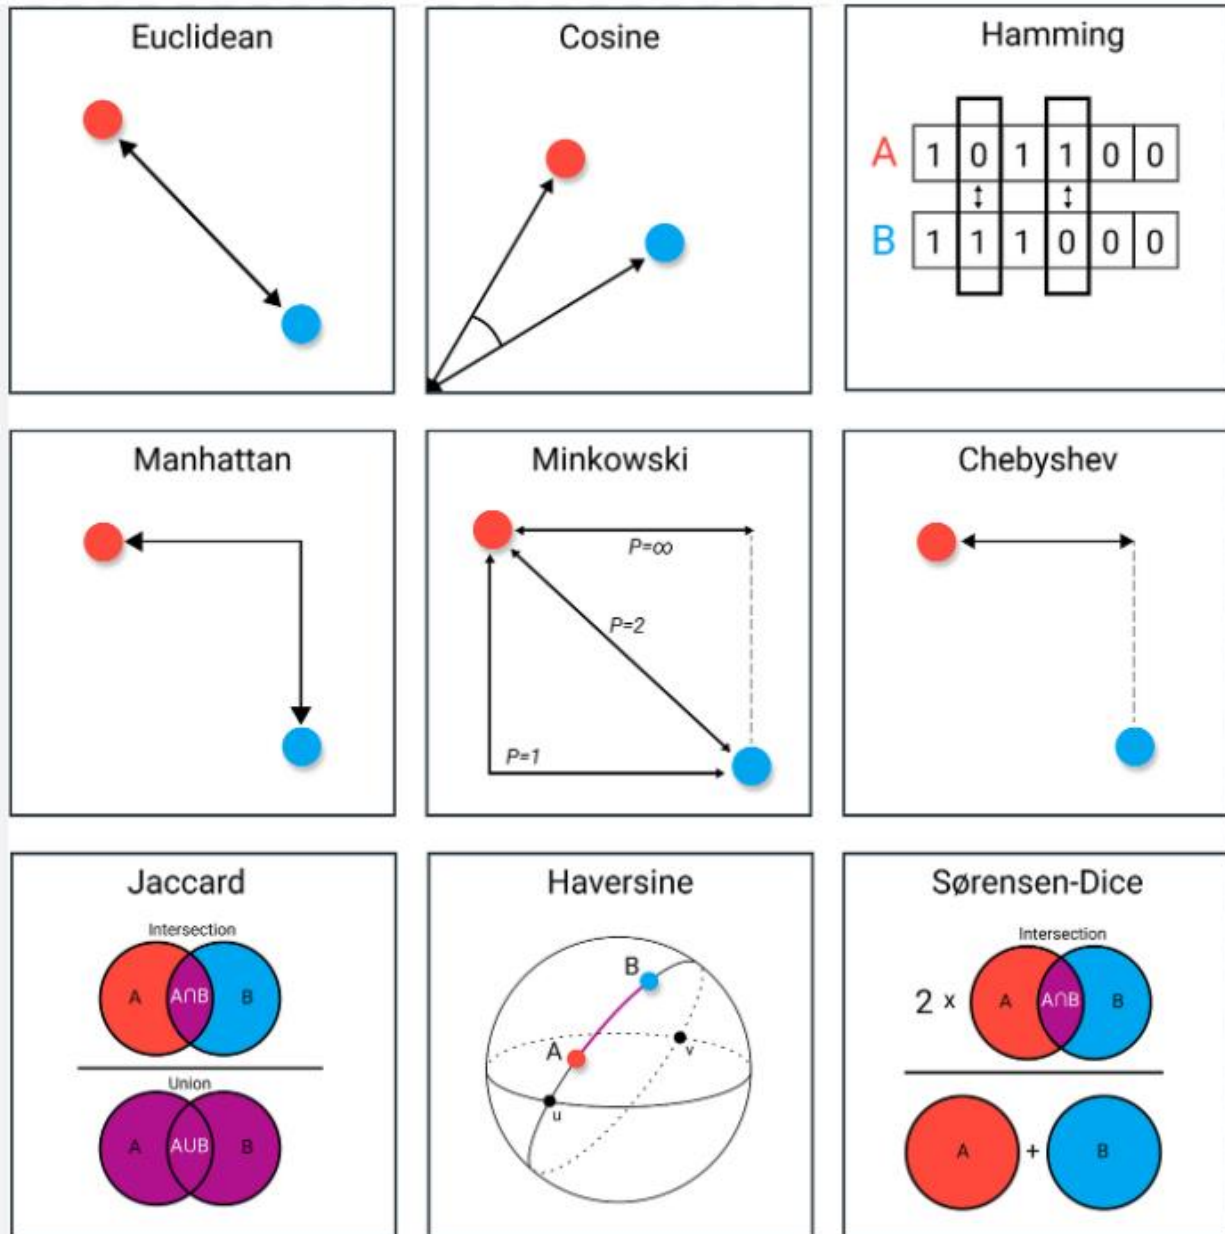 Euclidean
Cosine
Hamming
A 1 0 1 1 0 0
B 1 1 1 0 0 0
Manhattan
Minkowski
P=∞
P=2
P=1
Chebyshev
Jaccard
Intersection
A A∩B B
Union
A A∪B B
Haversine
B
A
v
u
Sørensen-Dice
Intersection
2 x A A∩B B
A + B